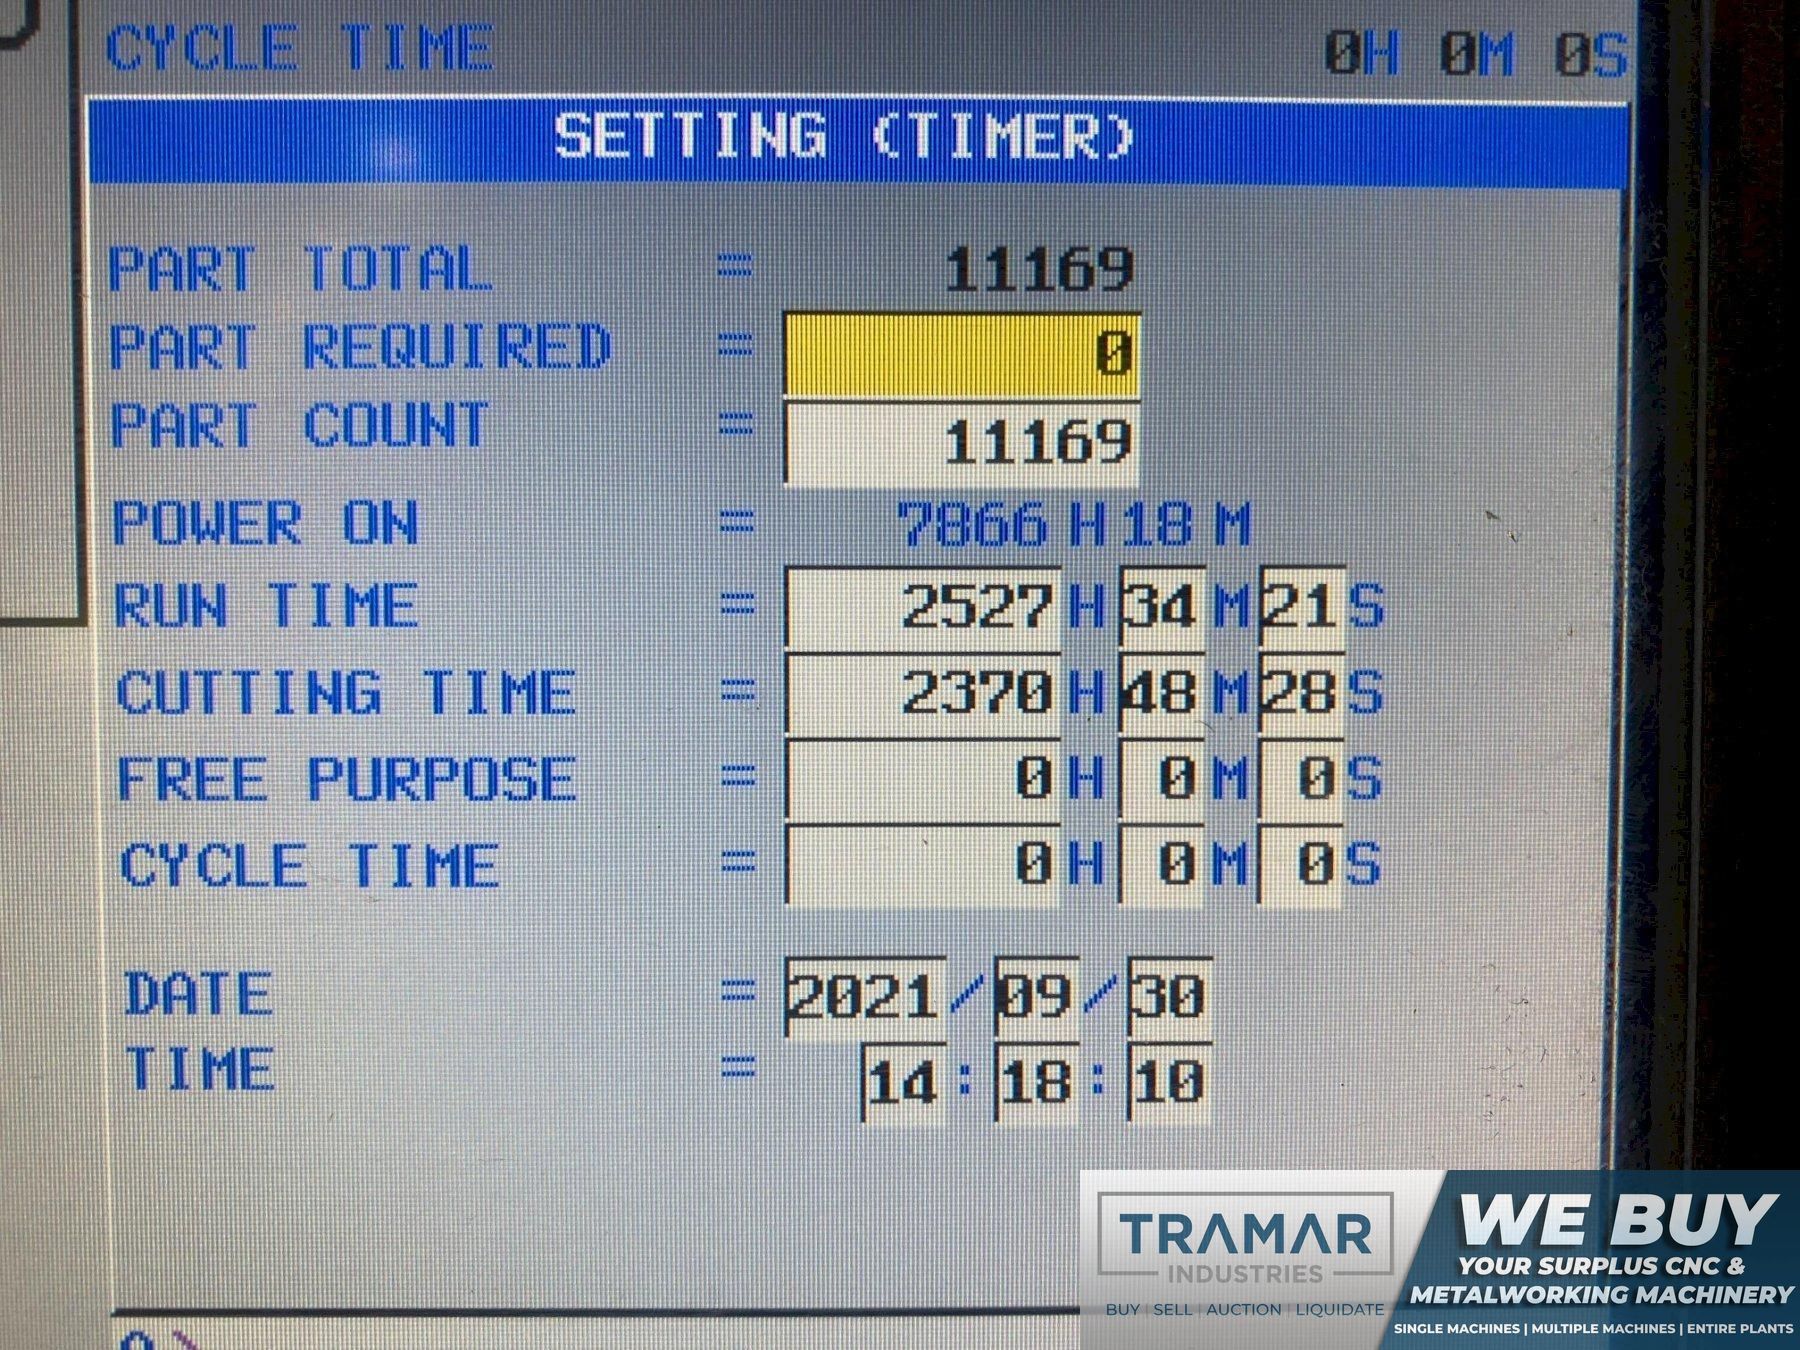 CYCLE TIME 0H 0M 0S
SETTING (TIMER)
PART TOTAL = 11169
PART REQUIRED = 0
PART COUNT = 11169
POWER ON = 7866 H 18 M
RUN TIME = 2527 H 34 M 21 S
CUTTING TIME = 2370 H 48 M 28 S
FREE PURPOSE = 0 H 0 M 0 S
CYCLE TIME = 0 H 0 M 0 S
DATE = 2021/09/30
TIME = 14:18:10
TRAMAR
INDUSTRIES
BUY | SELL | AUCTION | LIQUIDATE
WE BUY
YOUR SURPLUS CNC &
METALWORKING MACHINERY
SINGLE MACHINES | MULTIPLE MACHINES | ENTIRE PLANTS